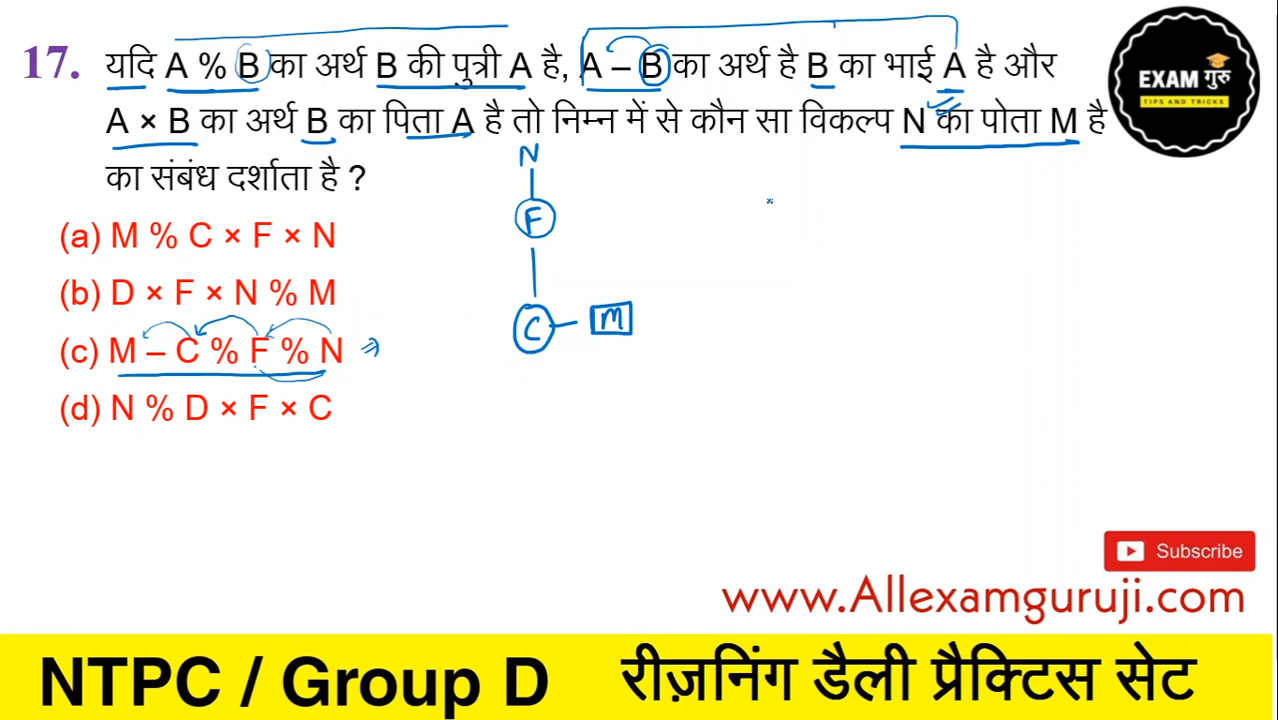 17. यदि A % B का अर्थ B की पुत्री A है, A – B का अर्थ है B का भाई A है और
A × B का अर्थ B का पिता A है तो निम्न में से कौन सा विकल्प N का पोता M है
का संबंध दर्शाता है ?
(a) M % C × F × N
(b) D × F × N % M
(c) M – C % F % N ⇒
(d) N % D × F × C
N
F
C – M
EXAM गुरु
TIPS AND TRICKS
Subscribe
www.Allexamguruji.com
NTPC / Group D रीज़निंग डैली प्रैक्टिस सेट